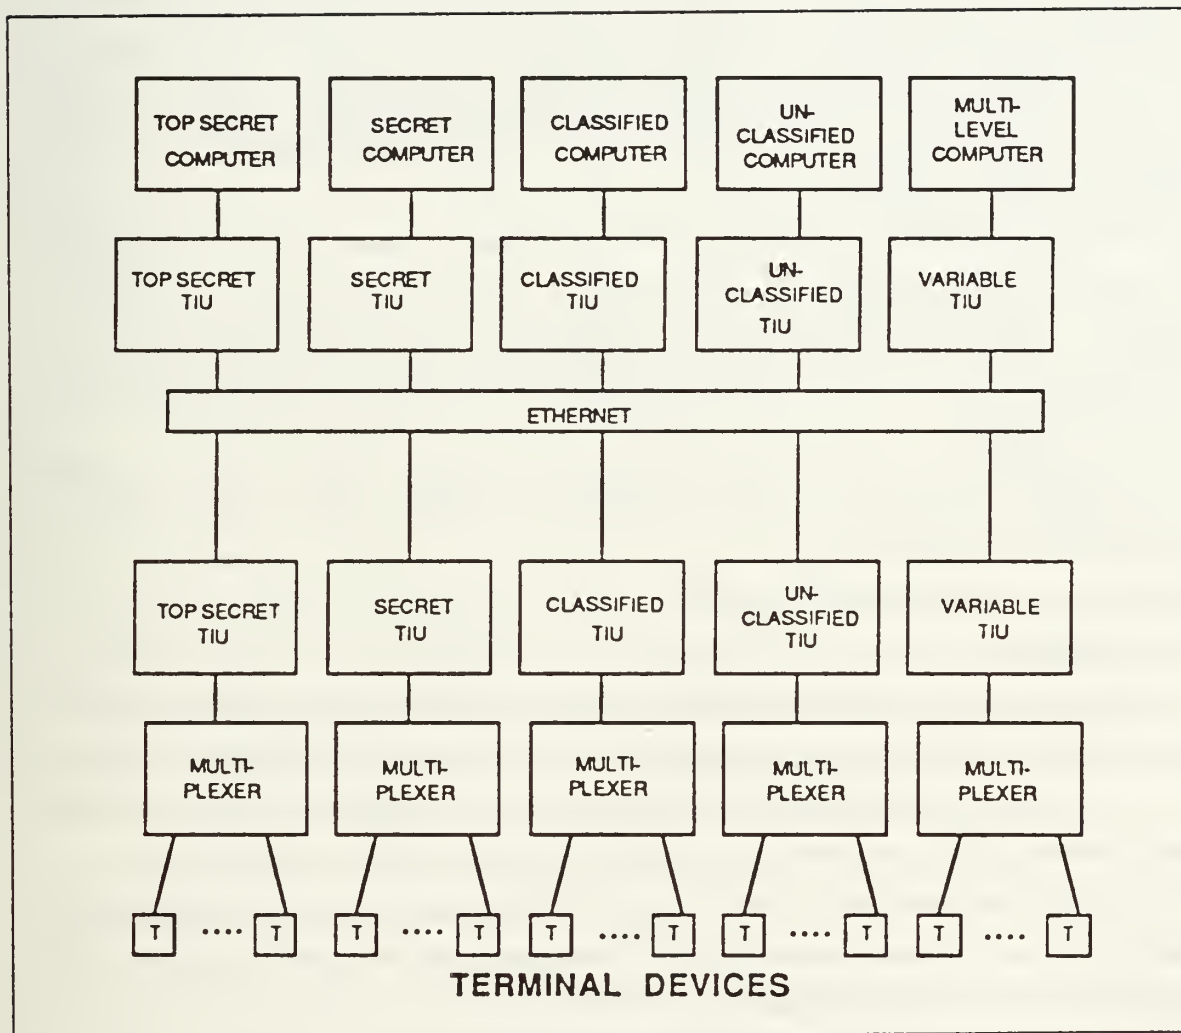 TOP SECRET
COMPUTER
SECRET
COMPUTER
CLASSIFIED
COMPUTER
UN-
CLASSIFIED
COMPUTER
MULTI-
LEVEL
COMPUTER
TOP SECRET
TIU
SECRET
TIU
CLASSIFIED
TIU
UN-
CLASSIFIED
TIU
VARIABLE
TIU
ETHERNET
TOP SECRET
TIU
SECRET
TIU
CLASSIFIED
TIU
UN-
CLASSIFIED
TIU
VARIABLE
TIU
MULTI-
PLEXER
MULTI-
PLEXER
MULTI-
PLEXER
MULTI-
PLEXER
MULTI-
PLEXER
T .... T T .... T T .... T T .... T T .... T
TERMINAL DEVICES